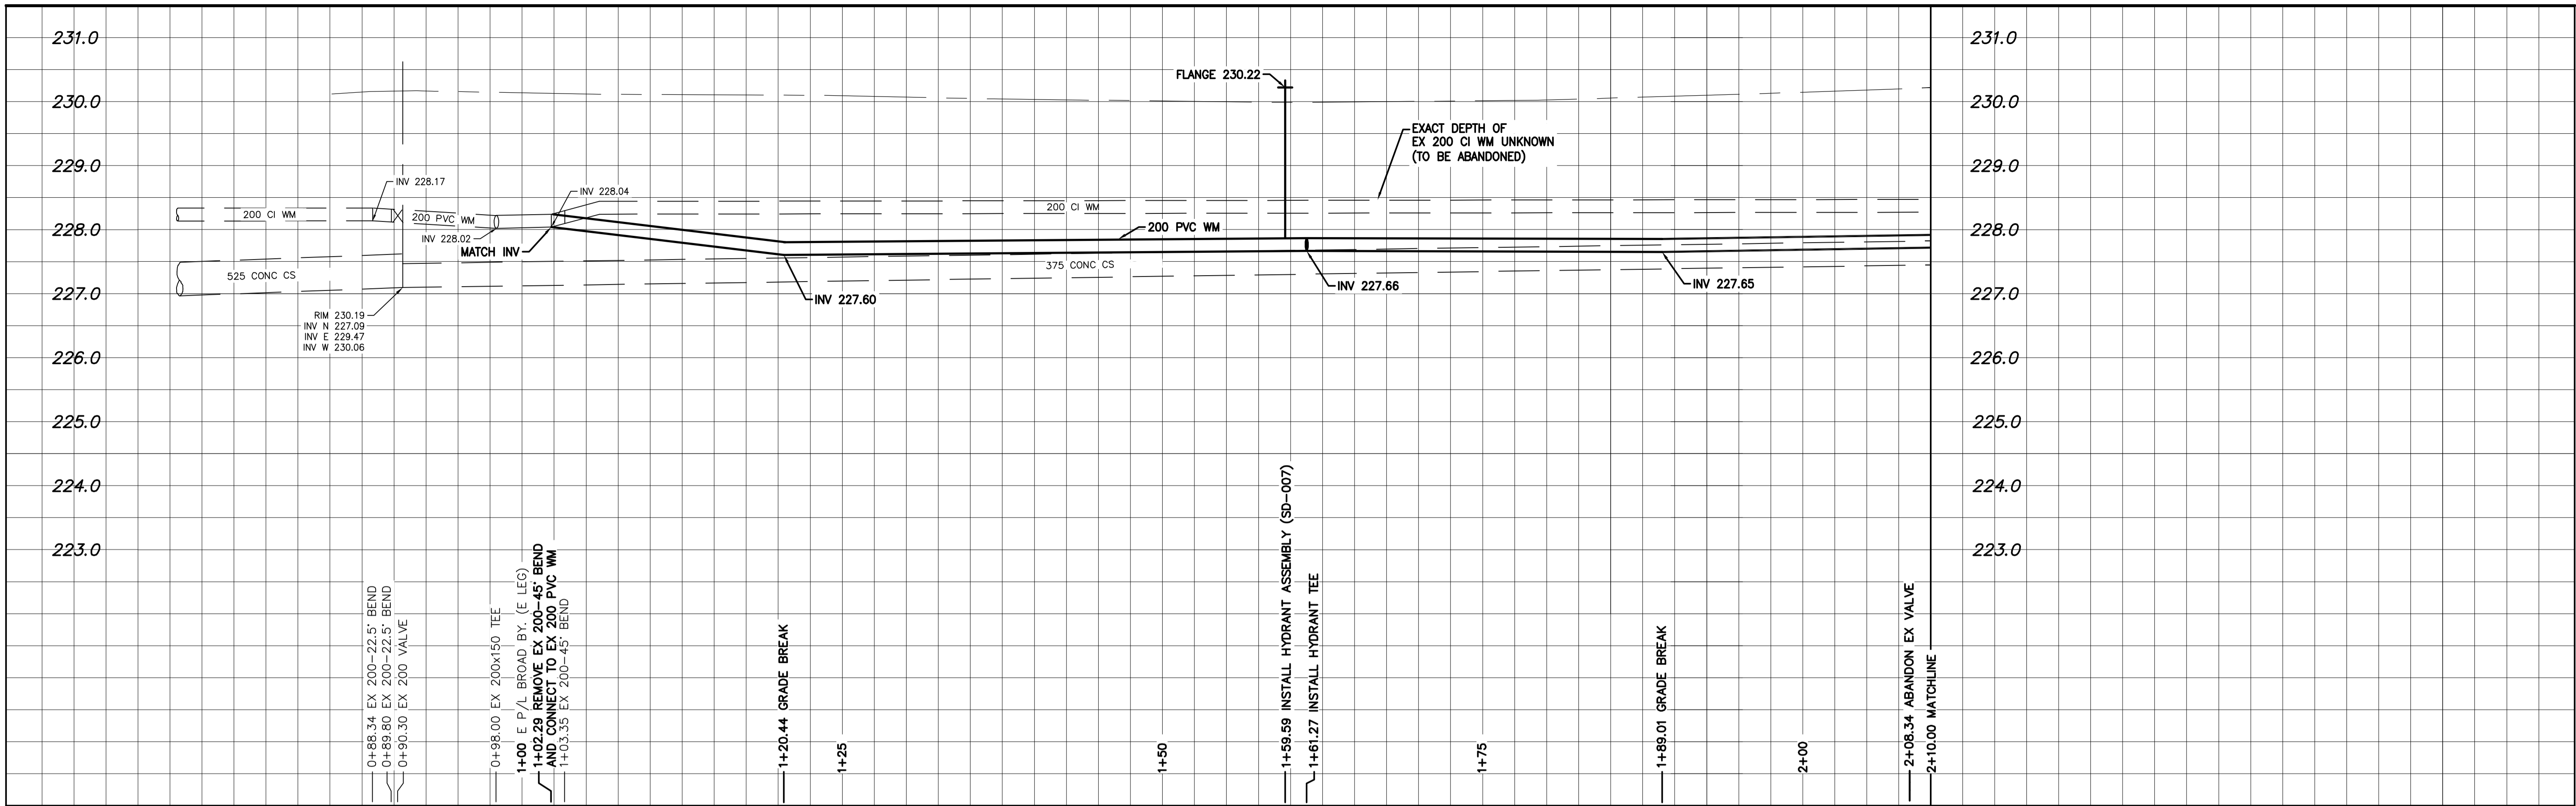 231.0
231.0
FLANGE 230.22
230.0
230.0
EXACT DEPTH OF
EX 200 CI WM UNKNOWN
(TO BE ABANDONED)
229.0
229.0
INV 228.17
INV 228.04
200 CI WM
200 PVC WM
200 CI WM
228.0
200 PVC WM
228.0
INV 228.02
MATCH INV
525 CONC CS
375 CONC CS
227.0
INV 227.60
INV 227.66
INV 227.65
227.0
RIM 230.19
INV N 227.09
INV E 229.47
INV W 230.06
226.0
226.0
225.0
225.0
224.0
224.0
223.0
223.0
0+88.34 EX 200-22.5° BEND
0+89.80 EX 200-22.5° BEND
0+90.30 EX 200 VALVE
0+98.00 EX 200x150 TEE
1+00 E P/L BROAD BY. (E LEG)
1+02.29 REMOVE EX 200-45° BEND
AND CONNECT TO EX 200 PVC WM
1+03.35 EX 200-45° BEND
1+20.44 GRADE BREAK
1+25
1+50
1+59.59 INSTALL HYDRANT ASSEMBLY (SD-007)
1+61.27 INSTALL HYDRANT TEE
1+75
1+89.01 GRADE BREAK
2+00
2+08.34 ABANDON EX VALVE
2+10.00 MATCHLINE